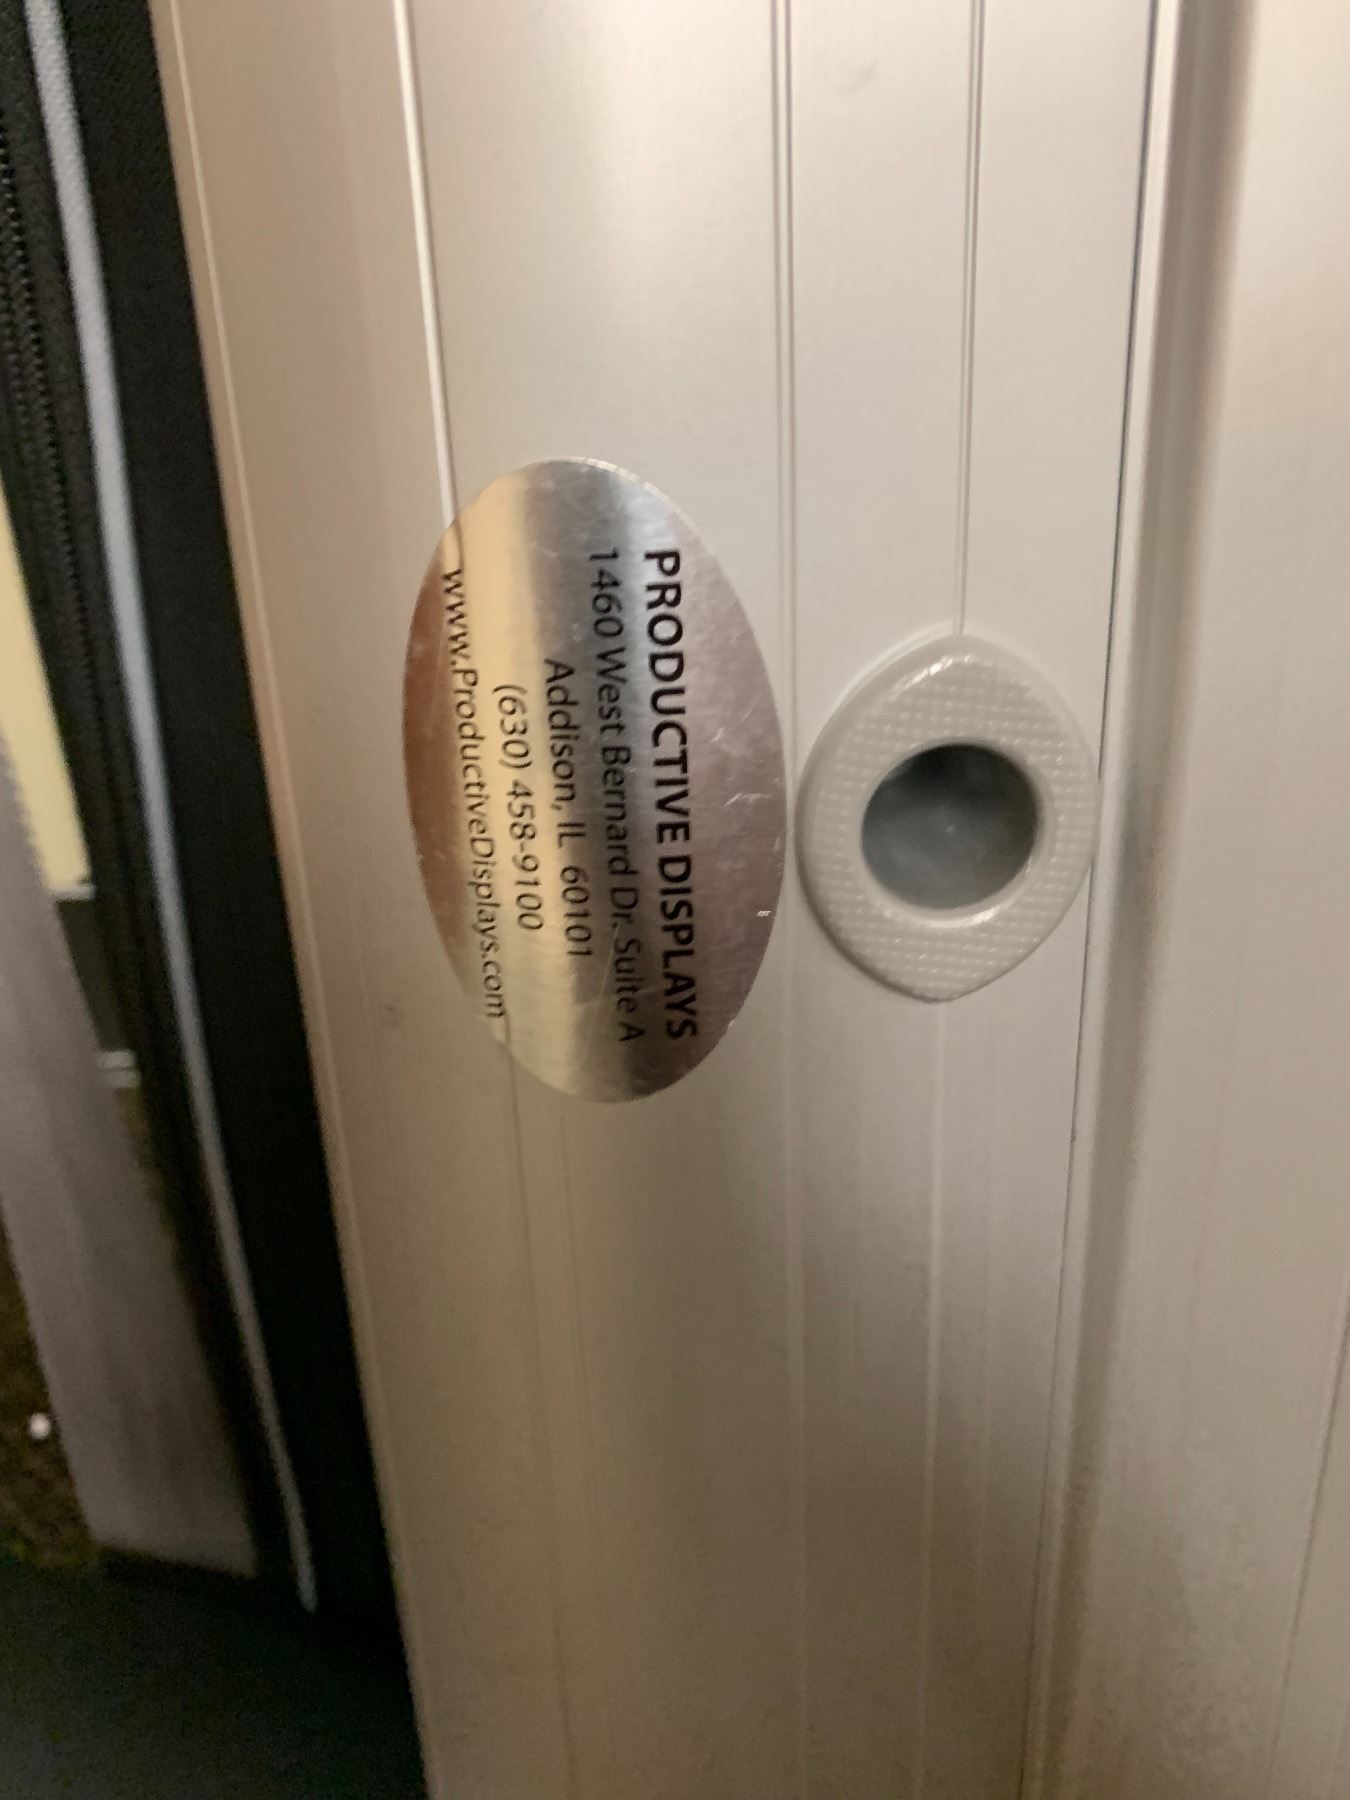 PRODUCTIVE DISPLAYS
1460 West Bernard Dr. Suite A
Addison, IL 60101
(630) 458-9100
www.ProductiveDisplays.com